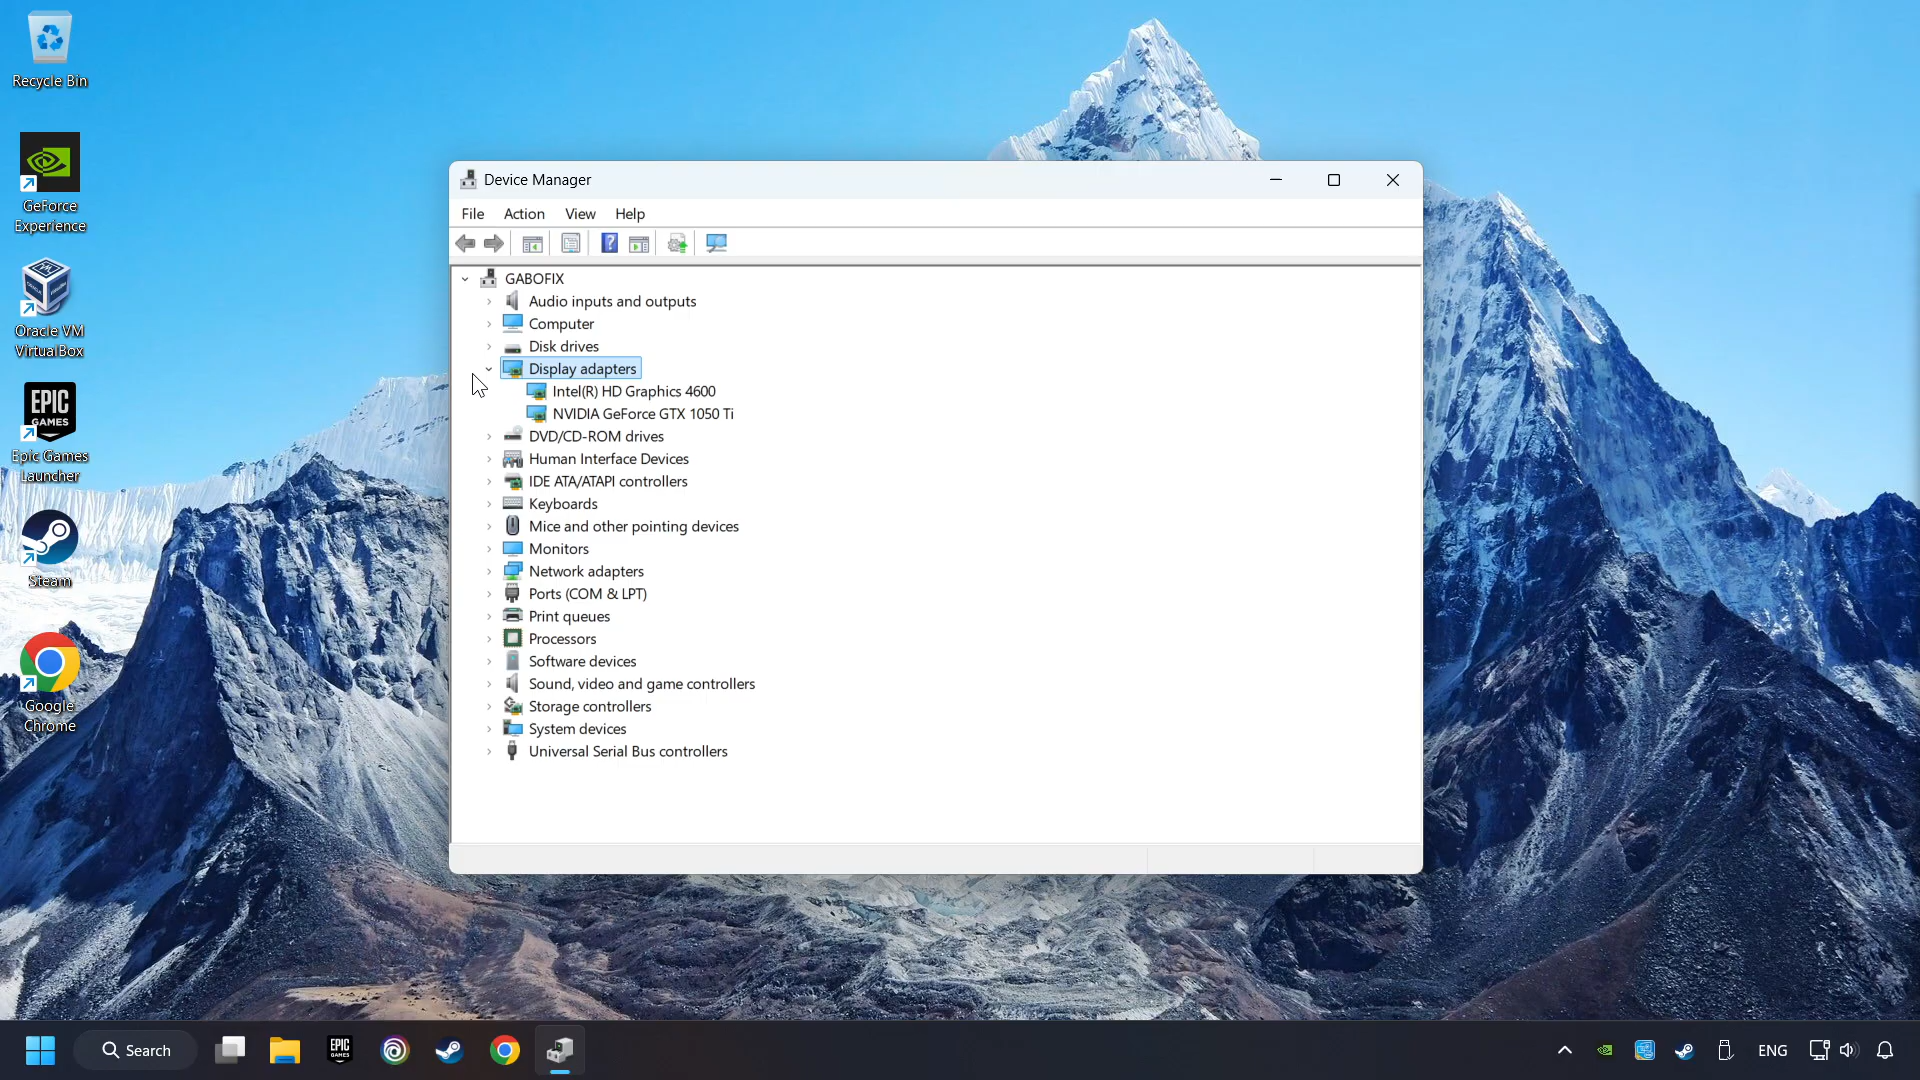 Recycle Bin
GeForce
Experience
Oracle VM
VirtualBox
EPIC
GAMES
Epic Games
Launcher
Steam
Google
Chrome
Device Manager
File Action View Help
GABOFIX
Audio inputs and outputs
Computer
Disk drives
Display adapters
Intel(R) HD Graphics 4600
NVIDIA GeForce GTX 1050 Ti
DVD/CD-ROM drives
Human Interface Devices
IDE ATA/ATAPI controllers
Keyboards
Mice and other pointing devices
Monitors
Network adapters
Ports (COM & LPT)
Print queues
Processors
Software devices
Sound, video and game controllers
Storage controllers
System devices
Universal Serial Bus controllers
Search
EPIC
GAMES
ENG